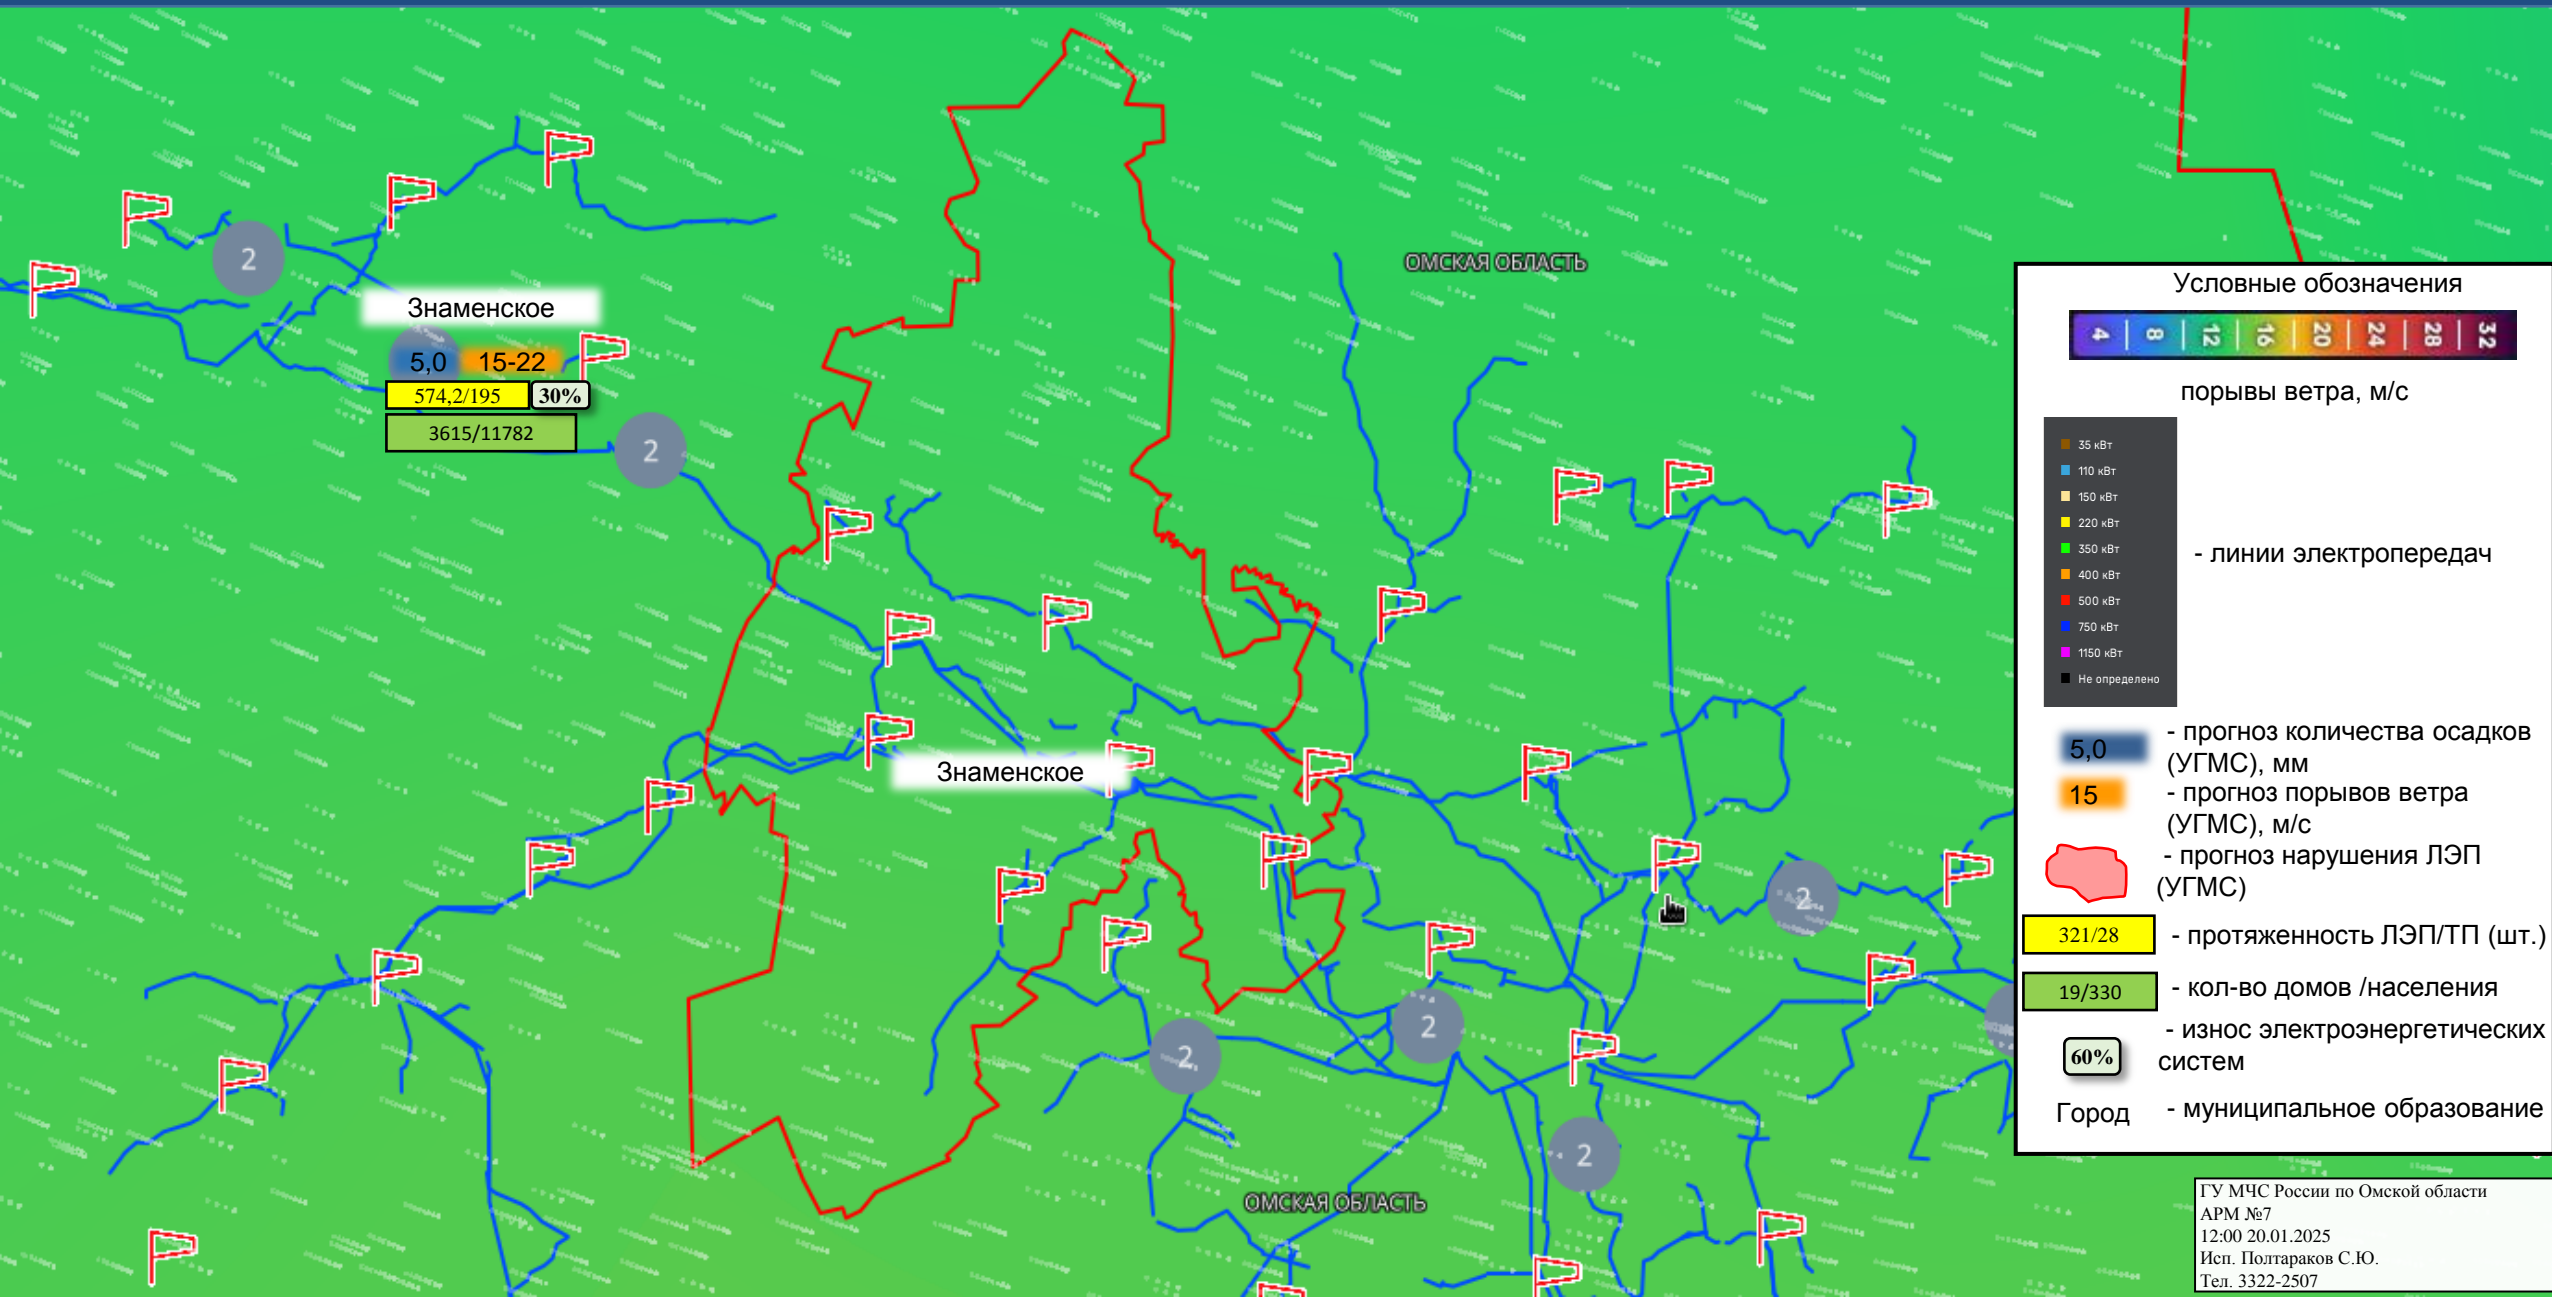 ОМСКАЯ ОБЛАСТЬ
2
Знаменское
5,0 15-22
574,2/195 30%
3615/11782
2
Знаменское
2
2
2
2
ОМСКАЯ ОБЛАСТЬ
Условные обозначения
4 8 12 16 20 24 28 32
порывы ветра, м/с
35 кВт
110 кВт
150 кВт
220 кВт
350 кВт
400 кВт
500 кВт
750 кВт
1150 кВт
Не определено
- линии электропередач
5,0 - прогноз количества осадков
(УГМС), мм
15 - прогноз порывов ветра
(УГМС), м/с
- прогноз нарушения ЛЭП
(УГМС)
321/28 - протяженность ЛЭП/ТП (шт.)
19/330 - кол-во домов /населения
60% - износ электроэнергетических
систем
Город - муниципальное образование
ГУ МЧС России по Омской области
АРМ №7
12:00 20.01.2025
Исп. Полтараков С.Ю.
Тел. 3322-2507